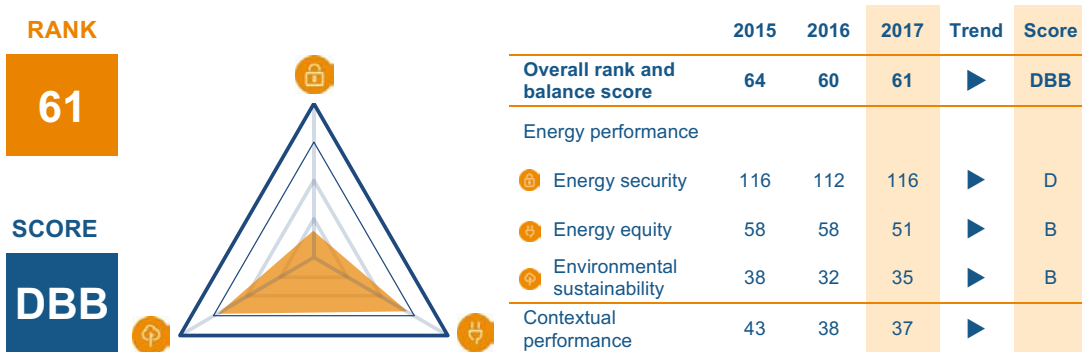 RANK
61
SCORE
DBB
2015 2016 2017 Trend Score
Overall rank and
balance score 64 60 61 DBB
Energy performance
Energy security 116 112 116 D
Energy equity 58 58 51 B
Environmental
sustainability 38 32 35 B
Contextual
performance 43 38 37